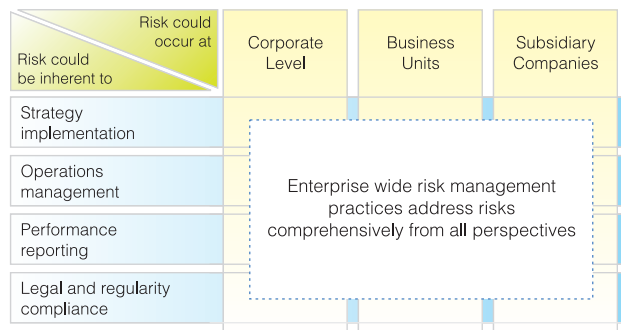 Risk could
occur at
Risk could
be inherent to
Corporate
Level
Business
Units
Subsidiary
Companies
Strategy
implementation
Operations
management
Performance
reporting
Legal and regularity
compliance
Enterprise wide risk management
practices address risks
comprehensively from all perspectives